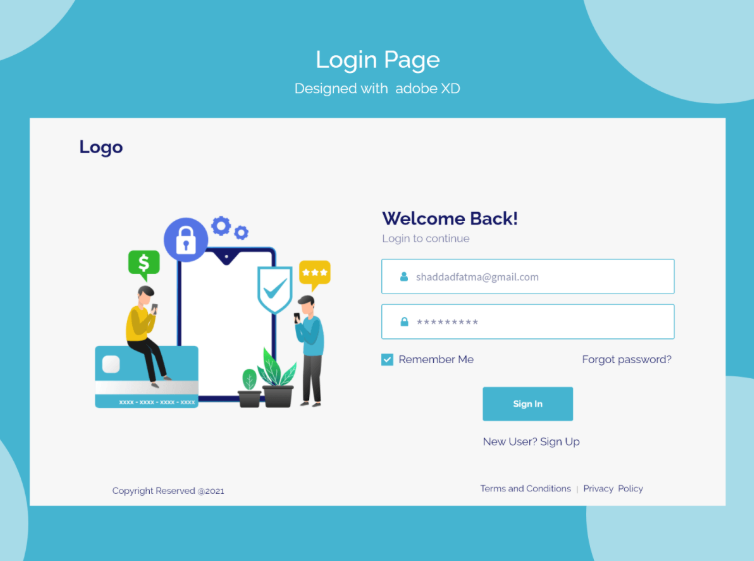 Login Page
Designed with adobe XD
Logo
Welcome Back!
Login to continue
$
shaddadfatma@gmail.com
*********
Remember Me
Forgot password?
xxxx - xxxx - xxxx - xxxx
Sign In
New User? Sign Up
Copyright Reserved @2021
Terms and Conditions | Privacy Policy